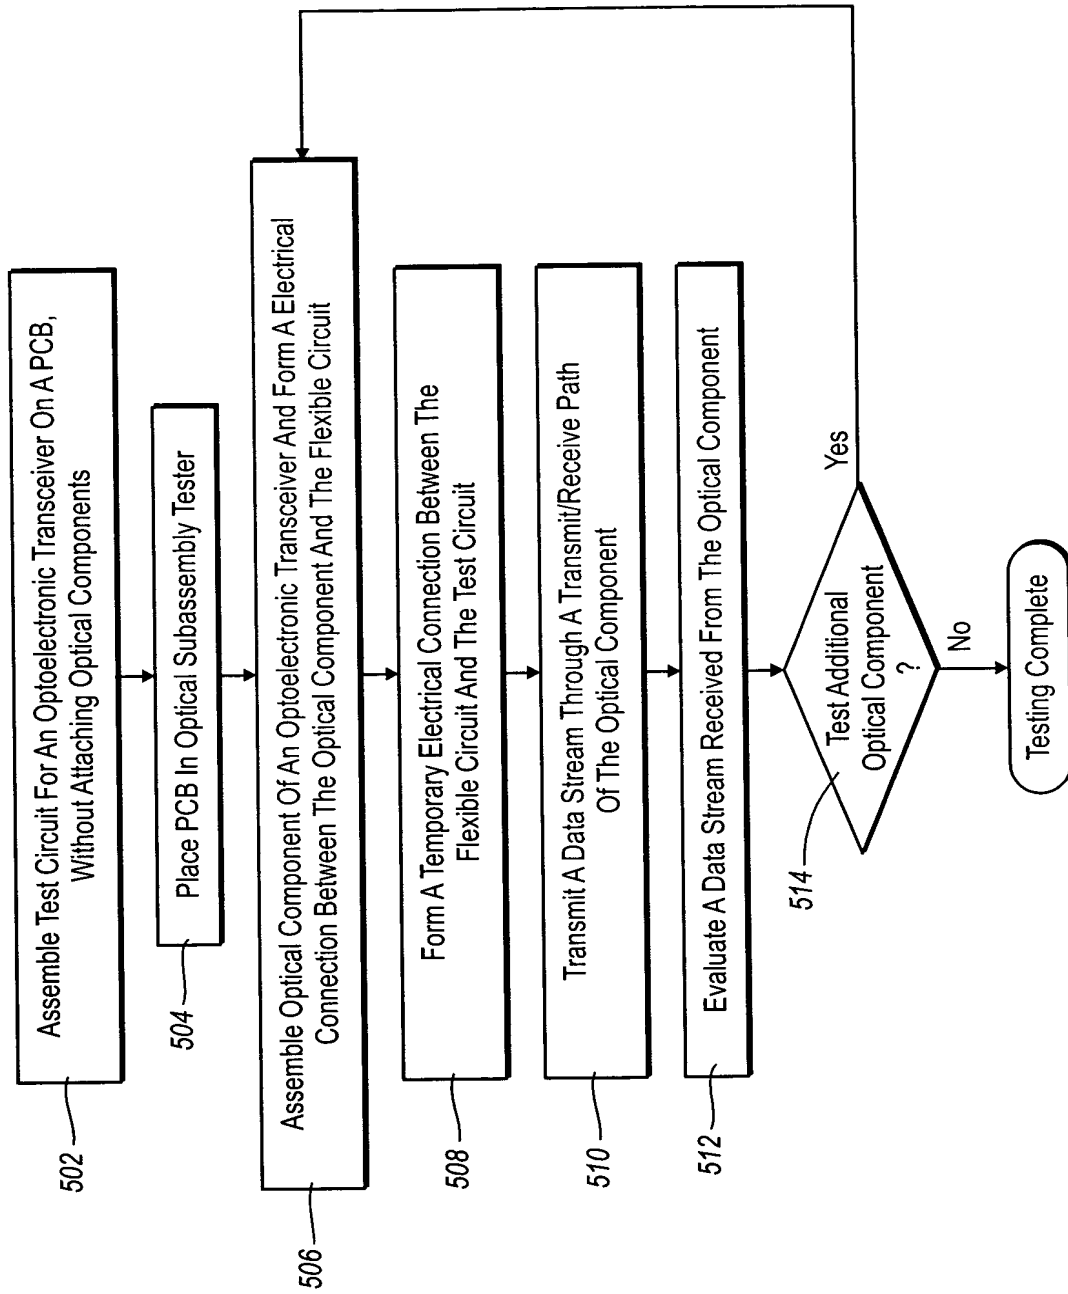 502
Assemble Test Circuit For An Optoelectronic Transceiver On A PCB,
Without Attaching Optical Components
504
Place PCB In Optical Subassembly Tester
506
Assemble Optical Component Of An Optoelectronic Transceiver And Form A Electrical
Connection Between The Optical Component And The Flexible Circuit
508
Form A Temporary Electrical Connection Between The
Flexible Circuit And The Test Circuit
510
Transmit A Data Stream Through A Transmit/Receive Path
Of The Optical Component
512
Evaluate A Data Stream Received From The Optical Component
514
Test Additional
Optical Component
?
Yes
No
Testing Complete